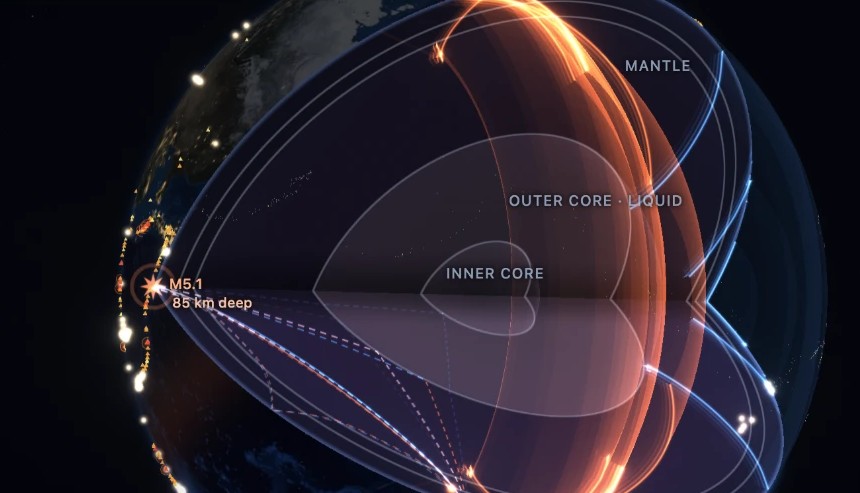 MANTLE
OUTER CORE · LIQUID
INNER CORE
M5.1
85 km deep